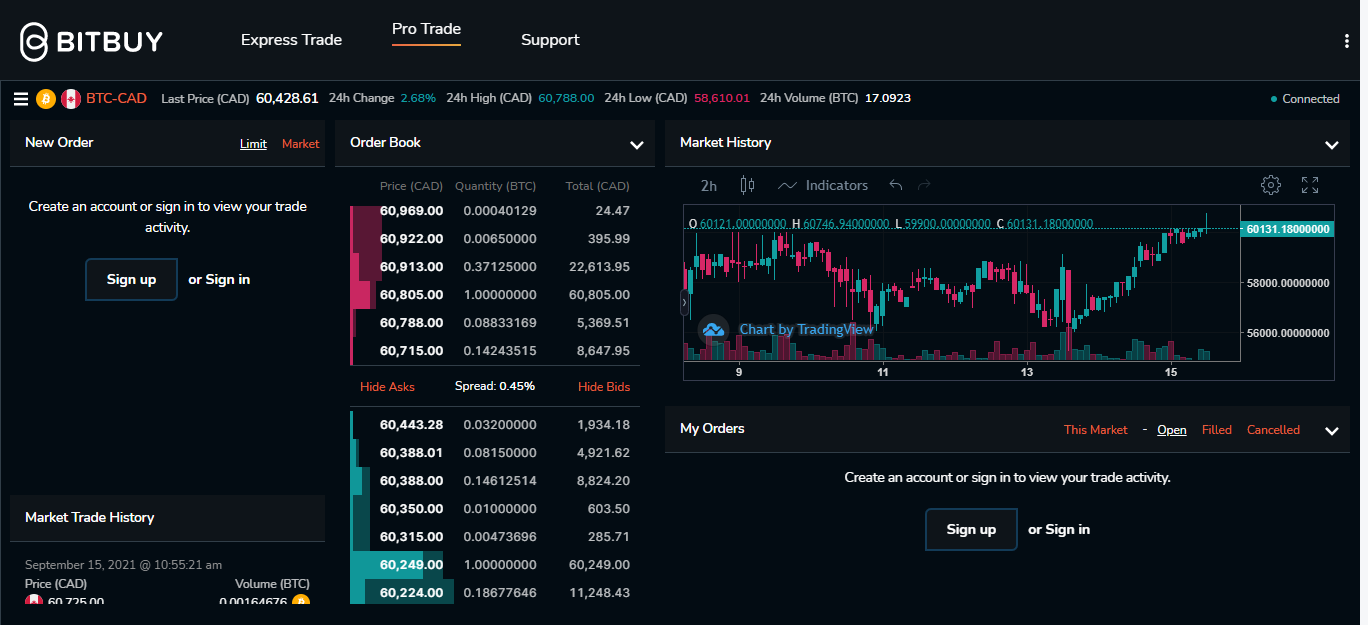 BITBUY Express Trade Pro Trade Support
BTC-CAD Last Price (CAD) 60,428.61 24h Change 2.68% 24h High (CAD) 60,788.00 24h Low (CAD) 58,610.01 24h Volume (BTC) 17.0923 Connected
New Order Limit Market
Create an account or sign in to view your trade
activity.
Sign up or Sign in
Market Trade History
September 15, 2021 @ 10:55:21 am
Price (CAD) Volume (BTC)
60,725.00 0.00164676
Order Book
Price (CAD) Quantity (BTC) Total (CAD)
60,969.00 0.00040129 24.47
60,922.00 0.00650000 395.99
60,913.00 0.37125000 22,613.95
60,805.00 1.00000000 60,805.00
60,788.00 0.08833169 5,369.51
60,715.00 0.14243515 8,647.95
Hide Asks Spread: 0.45% Hide Bids
60,443.28 0.03200000 1,934.18
60,388.01 0.08150000 4,921.62
60,388.00 0.14612514 8,824.20
60,350.00 0.01000000 603.50
60,315.00 0.00473696 285.71
60,249.00 1.00000000 60,249.00
60,224.00 0.18677646 11,248.43
Market History
2h Indicators
O 60121.00000000 H 60746.94000000 L 59900.00000000 C 60131.18000000
60131.18000000
58000.00000000
56000.00000000
Chart by TradingView
9 11 13 15
My Orders This Market - Open Filled Cancelled
Create an account or sign in to view your trade activity.
Sign up or Sign in